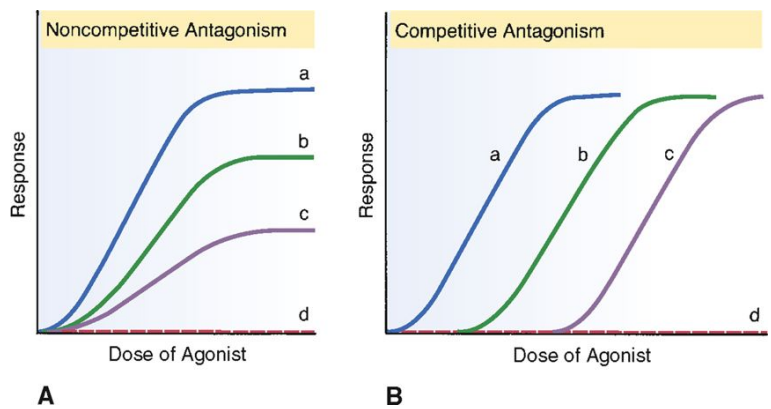 Noncompetitive Antagonism
a
b
c
d
Response
Dose of Agonist
A
Competitive Antagonism
a
b
c
d
Response
Dose of Agonist
B